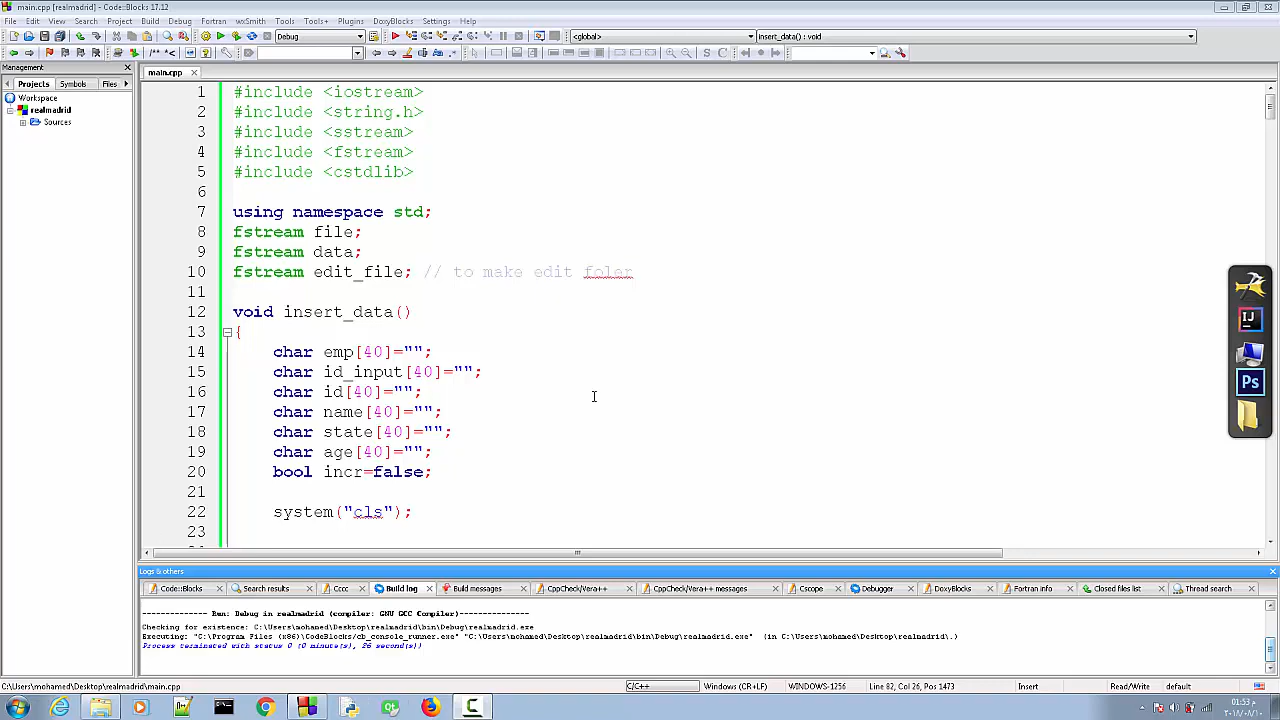 main.cpp [realmadrid] - Code::Blocks 17.12
File Edit View Search Project Build Debug Fortran wxSmith Tools Tools+ Plugins DoxyBlocks Settings Help
Debug <global> insert_data() : void
/** *<
Management
Projects Symbols Files
Workspace
realmadrid
Sources
main.cpp
1 #include <iostream>
2 #include <string.h>
3 #include <sstream>
4 #include <fstream>
5 #include <cstdlib>
6
7 using namespace std;
8 fstream file;
9 fstream data;
10 fstream edit_file; // to make edit foler
11
12 void insert_data()
13 {
14 char emp[40]="";
15 char id_input[40]="";
16 char id[40]="";
17 char name[40]="";
18 char state[40]="";
19 char age[40]="";
20 bool incr=false;
21
22 system("cls");
23
IJ
Ps
Logs & others
Code::Blocks Search results Cccc Build log Build messages CppCheck/Vera++ CppCheck/Vera++ messages Cscope Debugger DoxyBlocks Fortran info Closed files list Thread search
-------------- Run: Debug in realmadrid (compiler: GNU GCC Compiler)---------------
Checking for existence: C:\Users\mohamed\Desktop\realmadrid\bin\Debug\realmadrid.exe
Executing: "C:\Program Files (x86)\CodeBlocks/cb_console_runner.exe" "C:\Users\mohamed\Desktop\realmadrid\bin\Debug\realmadrid.exe" (in C:\Users\mohamed\Desktop\realmadrid\.)
Process terminated with status 0 (0 minute(s), 26 second(s))
C:\Users\mohamed\Desktop\realmadrid\main.cpp C/C++ Windows (CR+LF) WINDOWS-1256 Line 82, Col 26, Pos 1473 Insert Read/Write default
01:53 م
٢٠١٨/٠٨/١٠